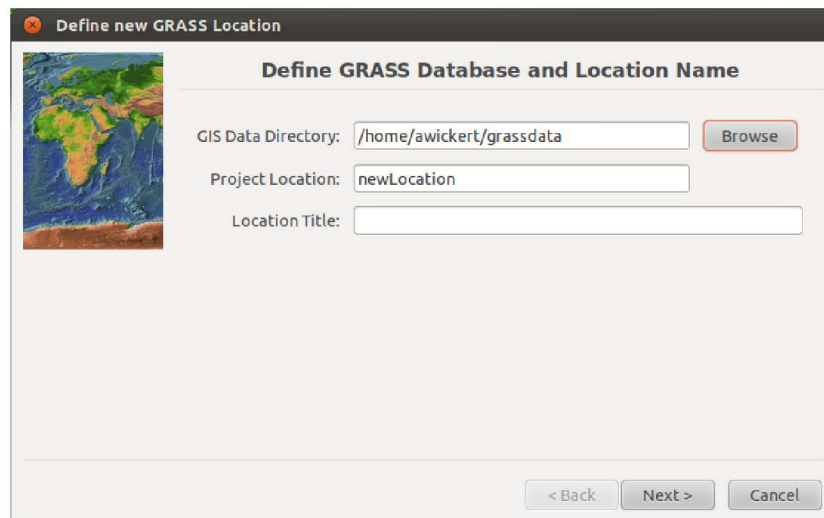 Define new GRASS Location
Define GRASS Database and Location Name
GIS Data Directory: /home/awickert/grassdata Browse
Project Location: newLocation
Location Title:
< Back Next > Cancel